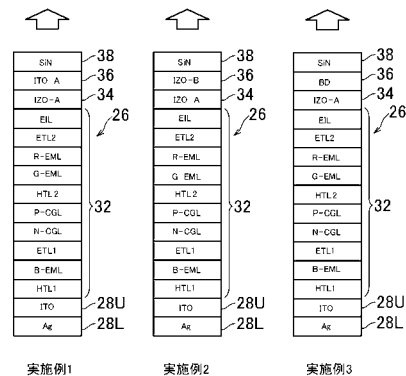 SiN
38
ITO-A
36
IZO-A
34
EIL
26
ETL2
R-EML
G-EML
HTL2
32
P-CGL
N-CGL
ETL1
B-EML
HTL1
ITO
28U
Ag
28L
実施例1
SiN
38
IZO-B
36
IZO A
34
EIL
26
ETL2
R-EML
G EML
HTL2
32
P-CGL
N-CGL
ETL1
B-EML
HTL1
ITO
28U
Ag
28L
実施例2
SiN
38
BD
36
IZO-A
34
EIL
26
ETL2
R-EML
G-EML
HTL2
32
P-CGL
N-CGL
ETL1
B-EML
HTL1
ITO
28U
Ag
28L
実施例3